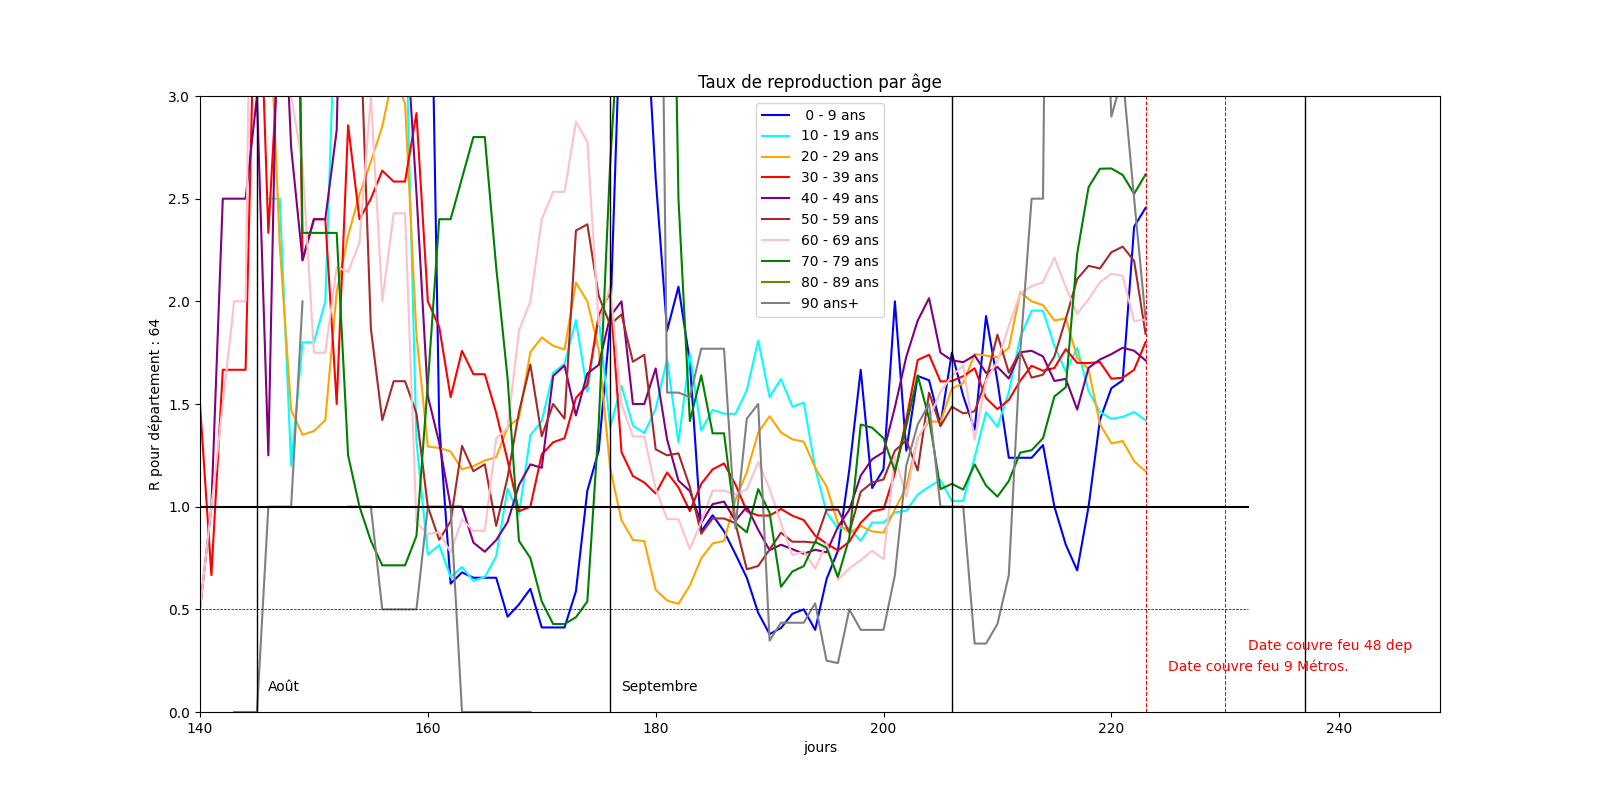 Taux de reproduction par âge
R pour département : 64
3.0
2.5
2.0
1.5
1.0
0.5
0.0
0 - 9 ans
10 - 19 ans
20 - 29 ans
30 - 39 ans
40 - 49 ans
50 - 59 ans
60 - 69 ans
70 - 79 ans
80 - 89 ans
90 ans+
Date couvre feu 48 dep
Date couvre feu 9 Métros.
Août
Septembre
140
160
180
200
220
240
jours